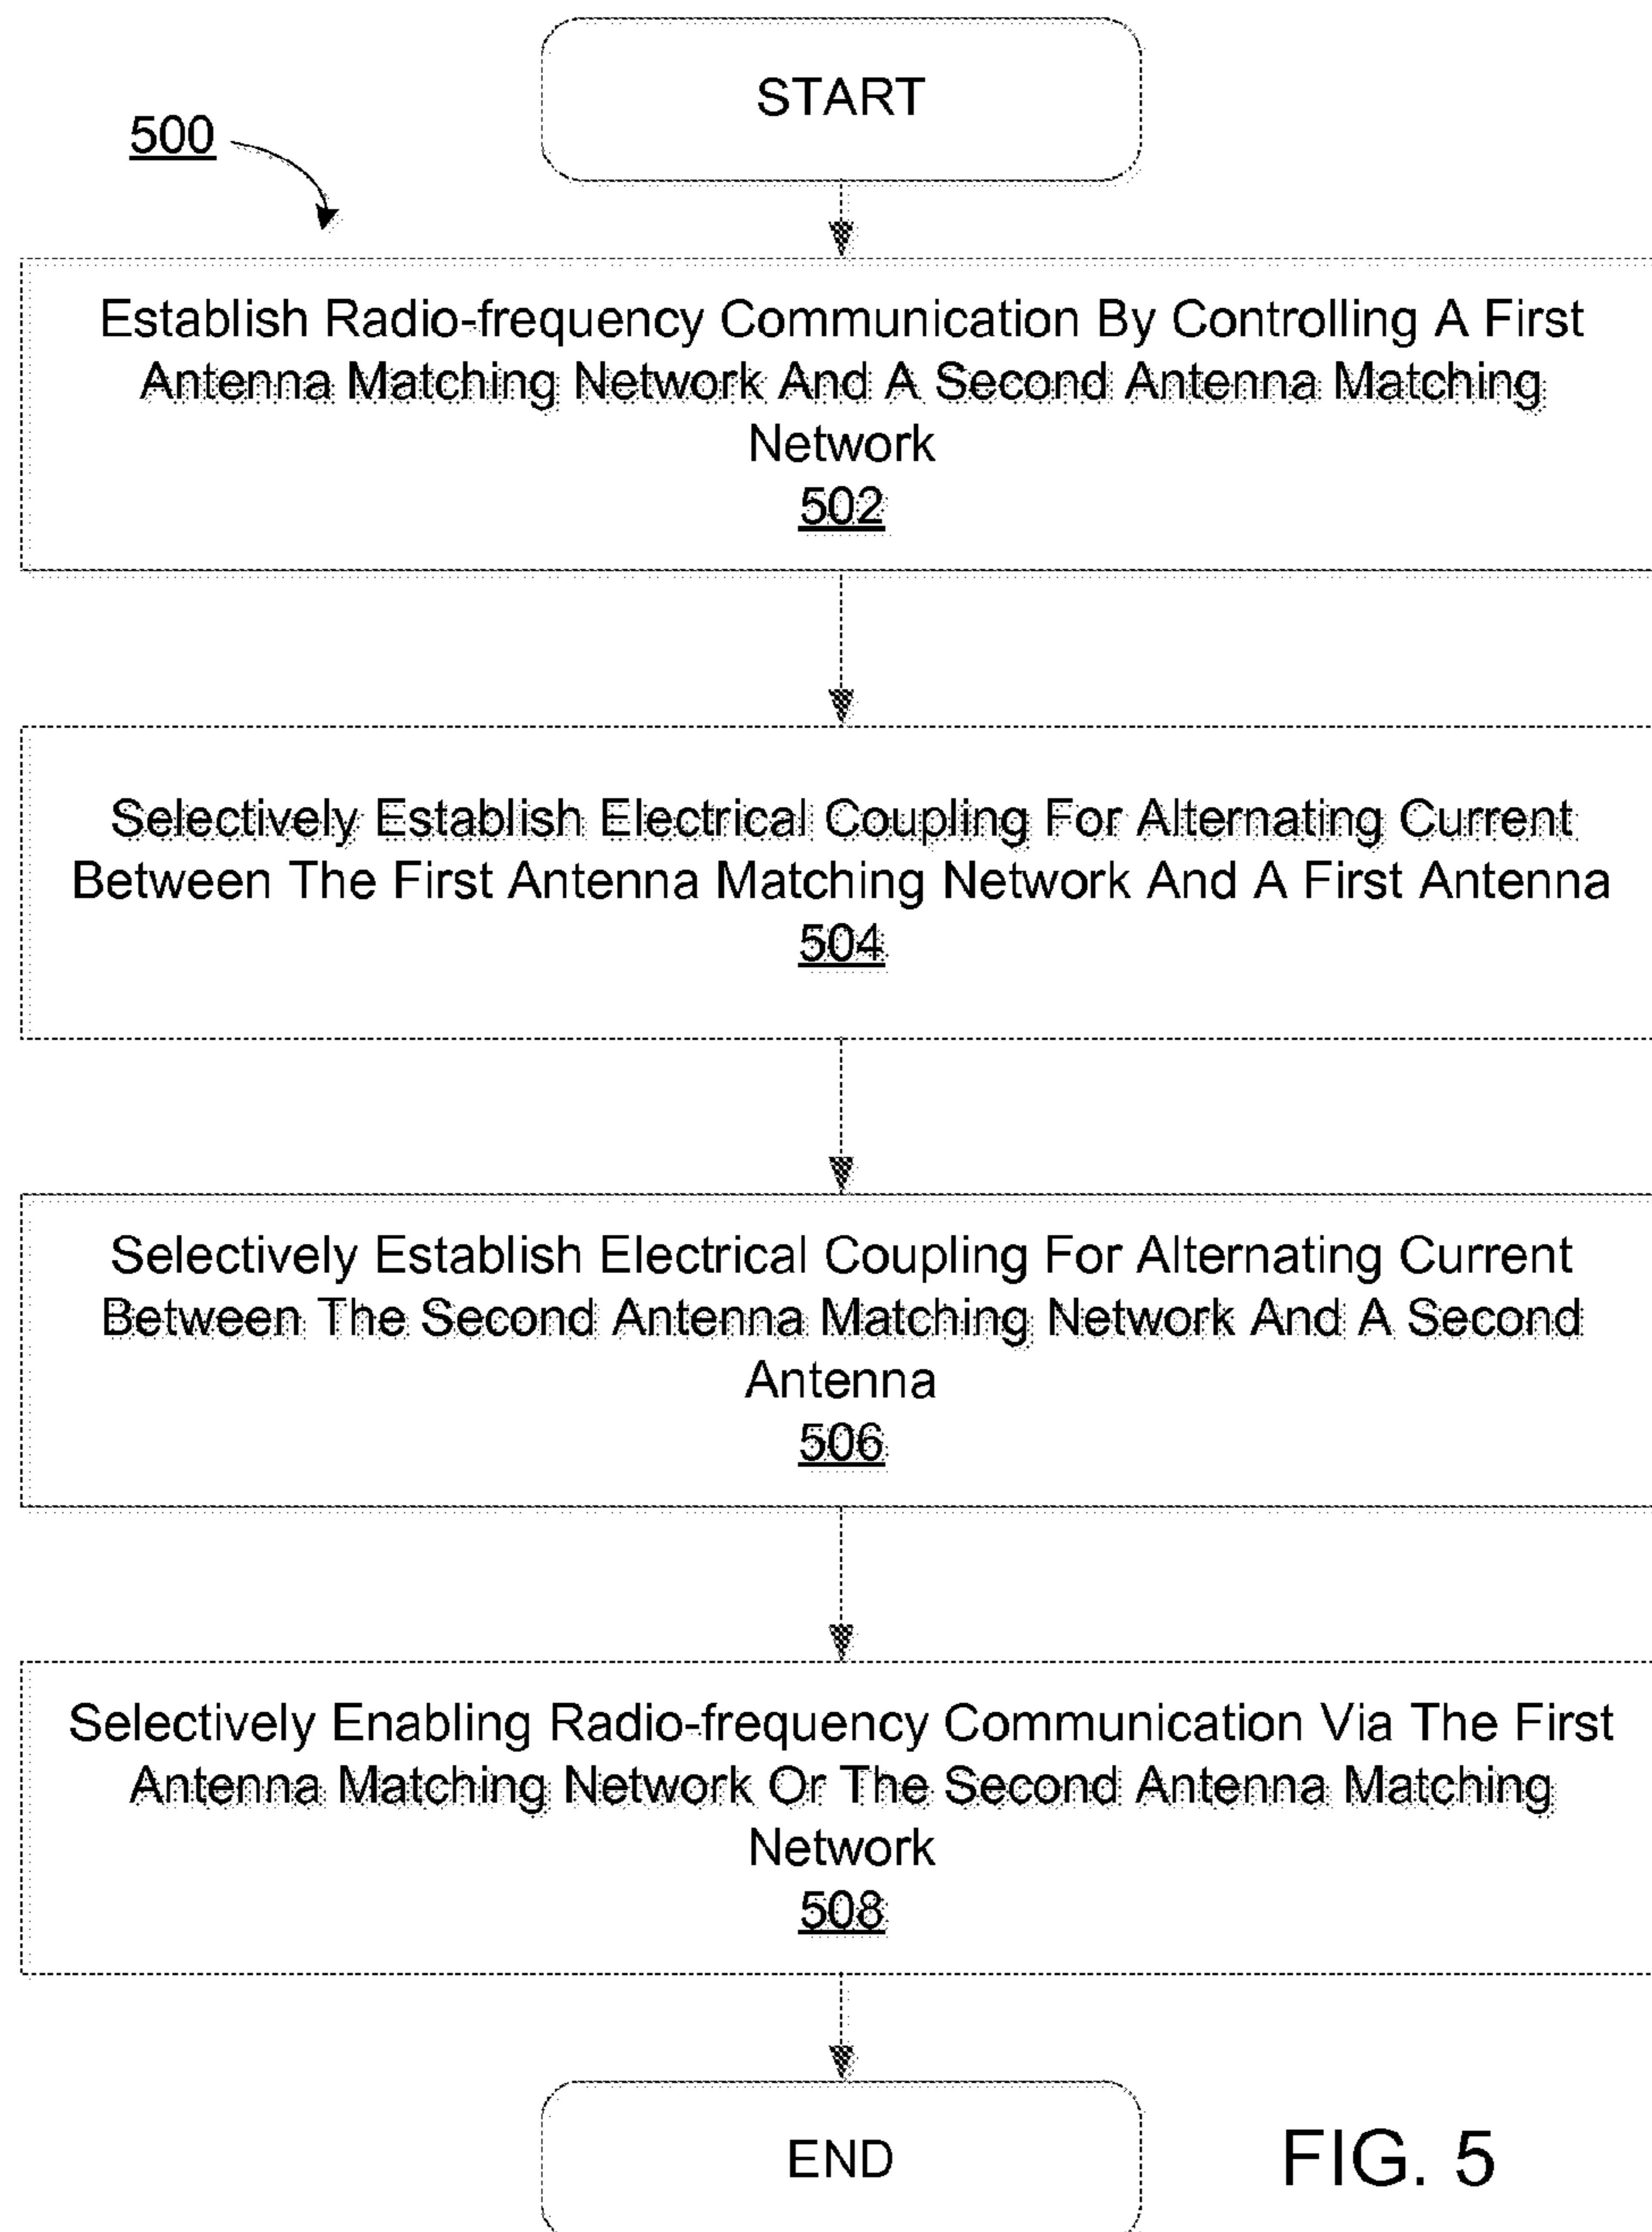 START
500
Establish Radio-frequency Communication By Controlling A First
Antenna Matching Network And A Second Antenna Matching
Network
502
Selectively Establish Electrical Coupling For Alternating Current
Between The First Antenna Matching Network And A First Antenna
504
Selectively Establish Electrical Coupling For Alternating Current
Between The Second Antenna Matching Network And A Second
Antenna
506
Selectively Enabling Radio-frequency Communication Via The First
Antenna Matching Network Or The Second Antenna Matching
Network
508
END
FIG. 5